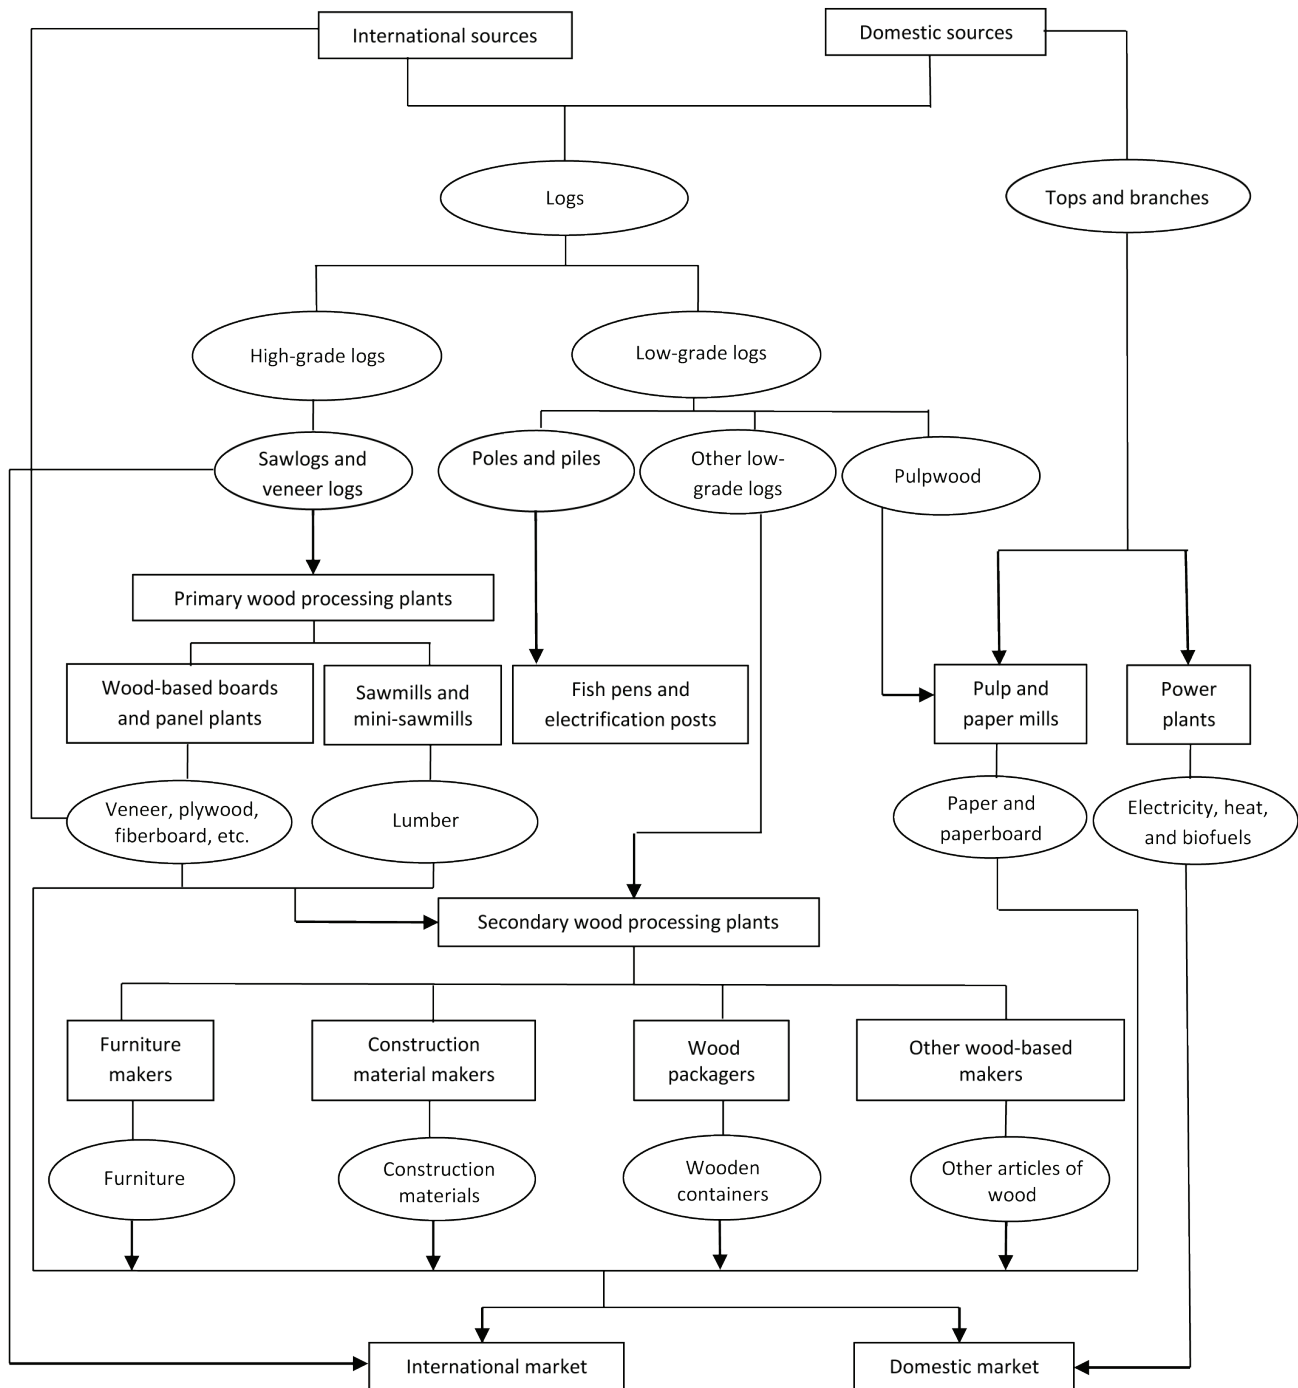 International sources
Domestic sources
Logs
Tops and branches
High-grade logs
Low-grade logs
Sawlogs and
veneer logs
Poles and piles
Other low-
grade logs
Pulpwood
Primary wood processing plants
Wood-based boards
and panel plants
Sawmills and
mini-sawmills
Fish pens and
electrification posts
Pulp and
paper mills
Power
plants
Veneer, plywood,
fiberboard, etc.
Lumber
Paper and
paperboard
Electricity, heat,
and biofuels
Secondary wood processing plants
Furniture
makers
Construction
material makers
Wood
packagers
Other wood-based
makers
Furniture
Construction
materials
Wooden
containers
Other articles of
wood
International market
Domestic market